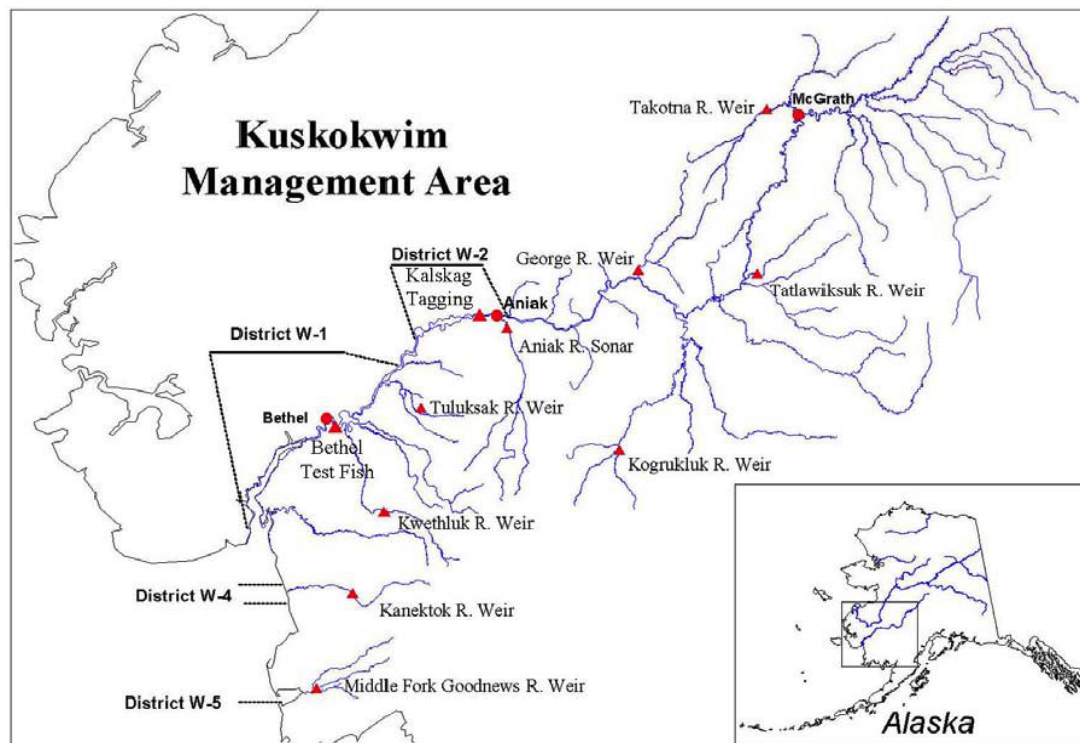 Kuskokwim
Management Area
Takotna R. Weir
McGrath
District W-2
Kalskag
Tagging
George R. Weir
Tatlawiksuk R. Weir
Aniak
District W-1
Aniak R. Sonar
Tuluksak R. Weir
Bethel
Bethel
Test Fish
Kogrukluk R. Weir
Kwethluk R. Weir
District W-4
Kanektok R. Weir
Middle Fork Goodnews R. Weir
District W-5
Alaska